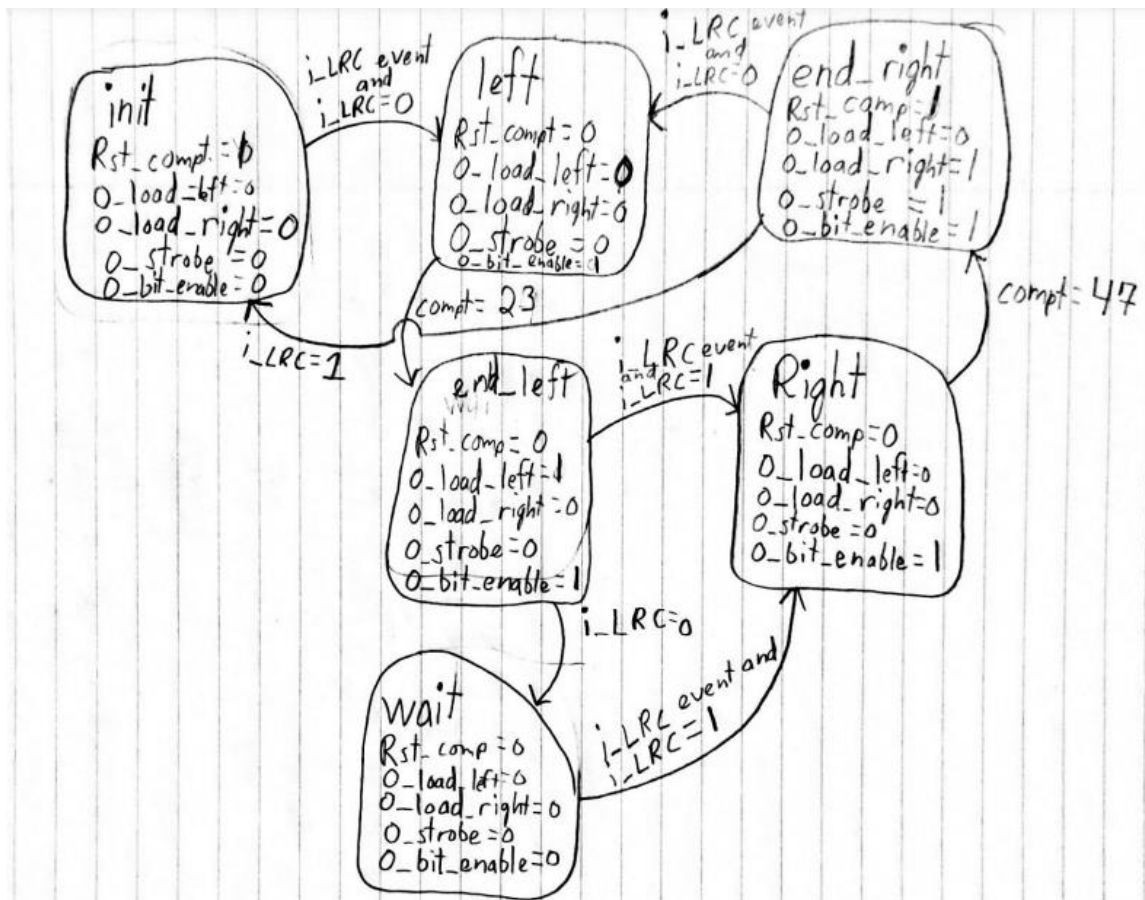 init
Rst_compt.=1
O_load_left=0
O_load_right=0
O_strobe=0
O_bit_enable=0
i_LRC event
and
i_LRC=0
left
Rst_compt=0
O_load_left=0
O_load_right=0
O_strobe=0
O_bit_enable=1
i_LRC event
and
i_LRC=0
end_right
Rst_comp=1
O_load_left=0
O_load_right=1
O_strobe=1
O_bit_enable=1
compt=23
compt=47
i_LRC=1
end_left
Rst_comp=0
O_load_left=1
O_load_right=0
O_strobe=0
O_bit_enable=1
i_LRC event
and
i_LRC=1
Right
Rst_comp=0
O_load_left=0
O_load_right=0
O_strobe=0
O_bit_enable=1
i_LRC=0
wait
Rst_comp=0
O_load_left=0
O_load_right=0
O_strobe=0
O_bit_enable=0
i_LRC event and
i_LRC=1